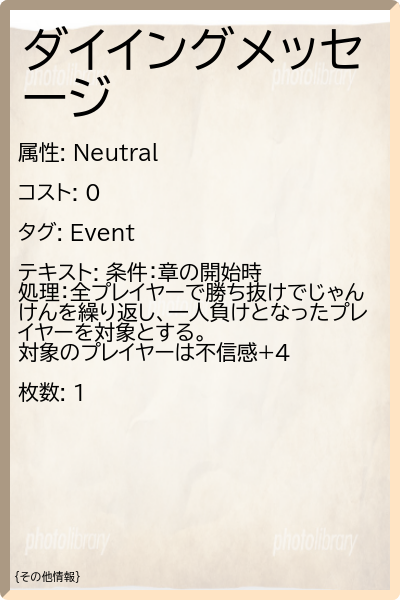 ダイイングメッセ
ージ
photolibrary
photolibrary
属性: Neutral
コスト: 0
タグ: Event
テキスト: 条件：章の開始時
処理：全プレイヤーで勝ち抜けでじゃん
けんを繰り返し、一人負けとなったプレ
イヤーを対象とする。
対象のプレイヤーは不信感+4
枚数: 1
photolibrary
photolibrary
{その他情報}